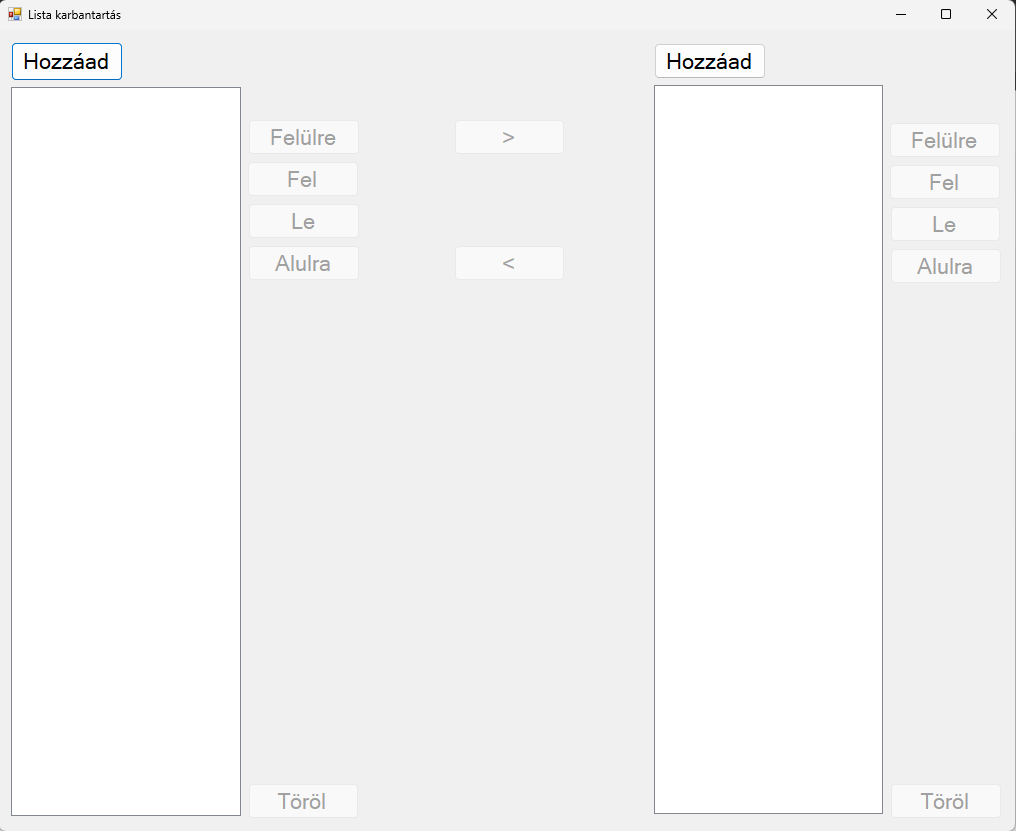 Lista karbantartás
Hozzáad
Felülre
Fel
Le
Alulra
Töröl
>
<
Hozzáad
Felülre
Fel
Le
Alulra
Töröl